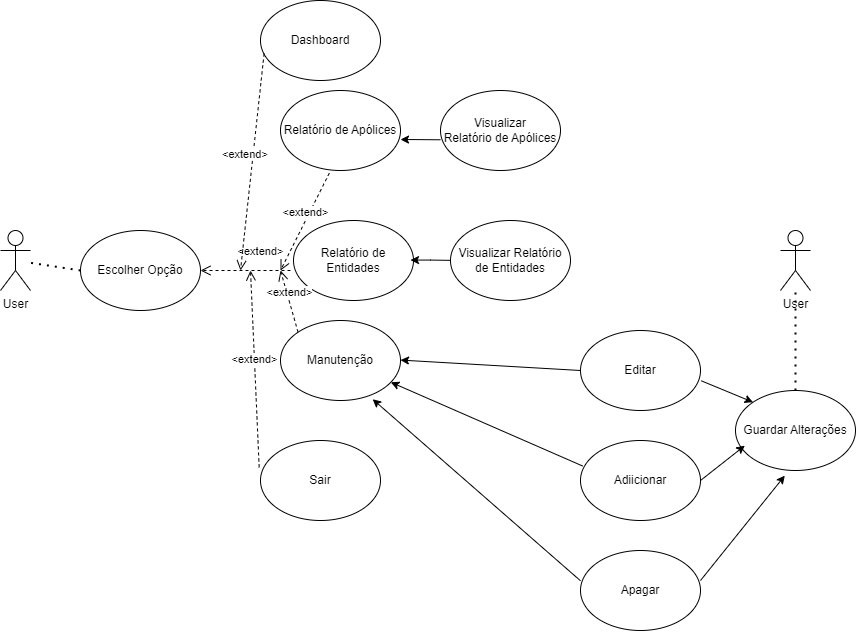 Dashboard
Relatório de Apólices
Visualizar
Relatório de Apólices
<extend>
<extend>
<extend>
Relatório de
Entidades
Visualizar Relatório
de Entidades
Escolher Opção
User
User
<extend>
<extend>
Manutenção
Editar
Guardar Alterações
Sair
Adiicionar
Apagar